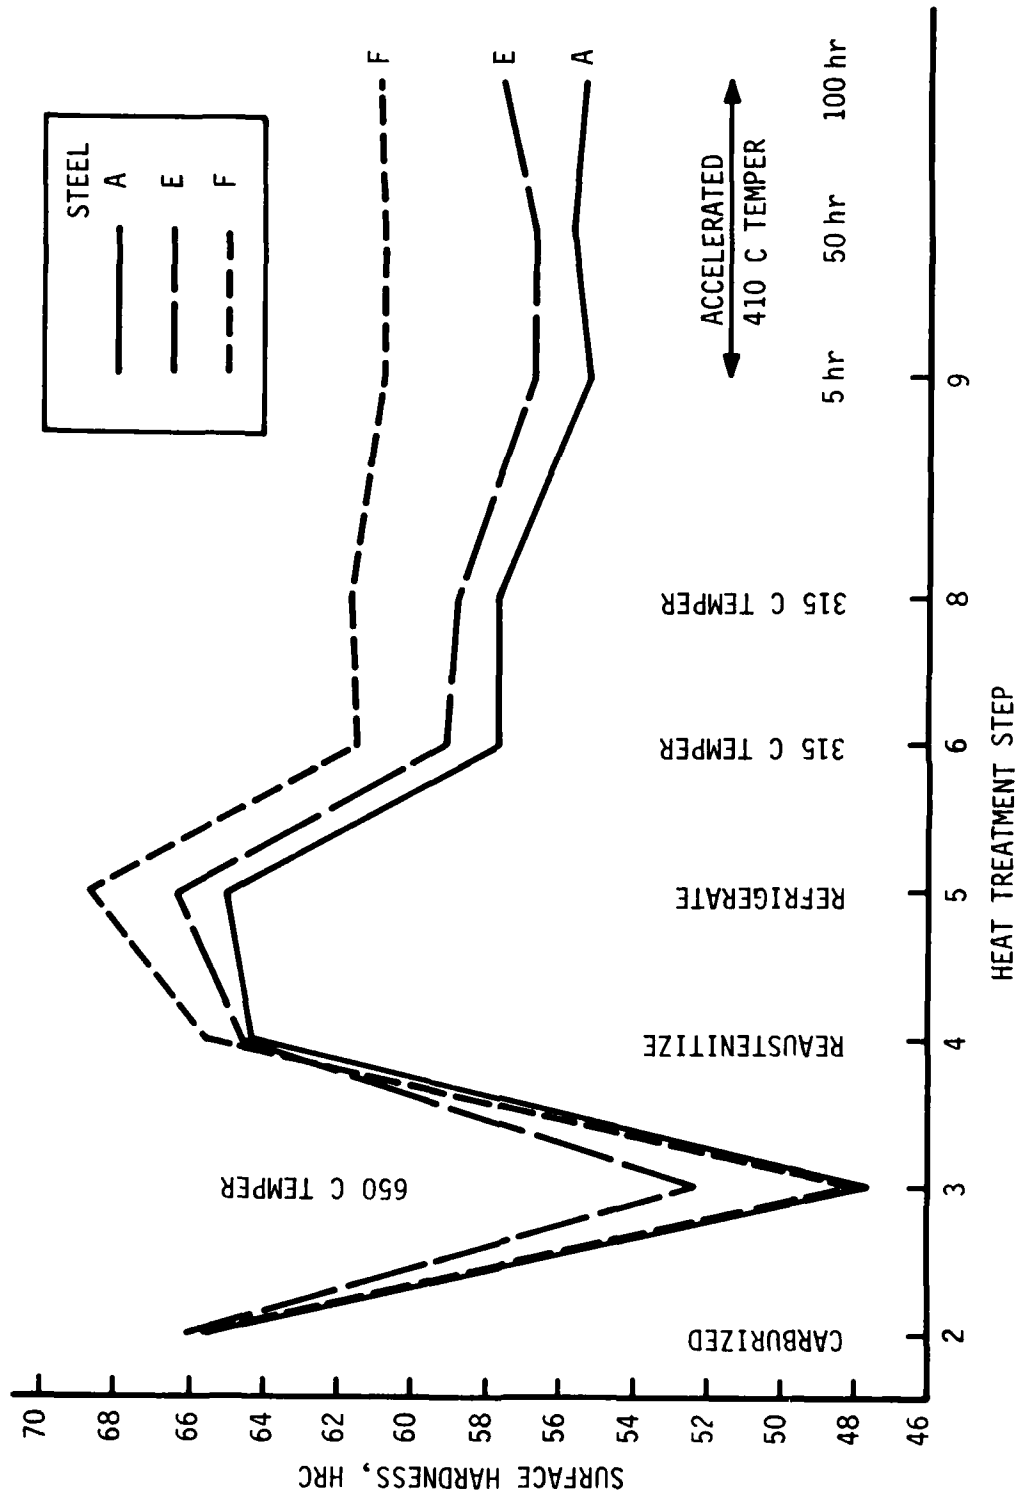 STEEL
A
E
F
F
E
A
650 C TEMPER
CARBURIZED
REAUSTENITIZE
REFRIGERATE
315 C TEMPER
315 C TEMPER
ACCELERATED
410 C TEMPER
5 hr
50 hr
100 hr
SURFACE HARDNESS, HRC
70
68
66
64
62
60
58
56
54
52
50
48
46
2
3
4
5
6
8
9
HEAT TREATMENT STEP